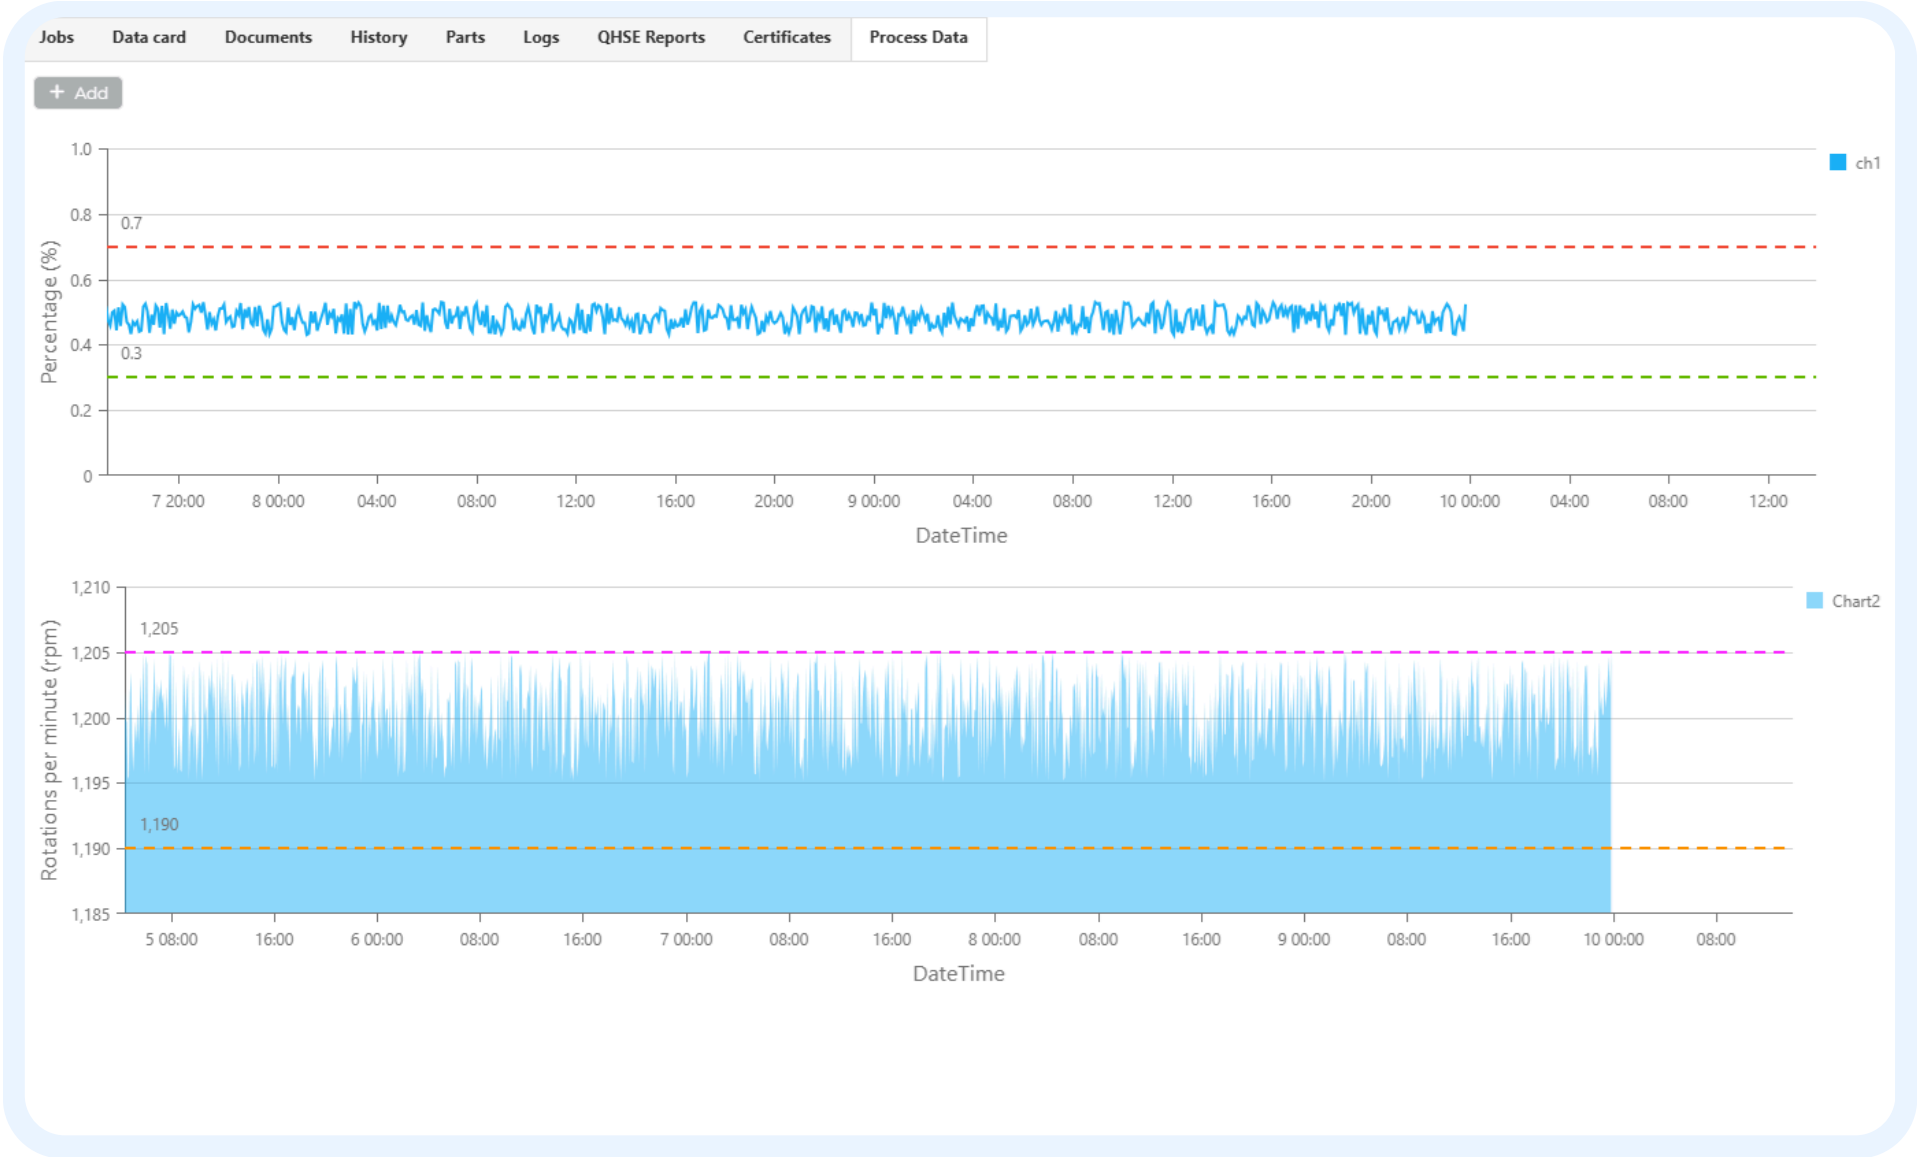 Jobs Data card Documents History Parts Logs QHSE Reports Certificates Process Data
+ Add
1.0
0.8
0.6
0.4
0.2
0
Percentage (%)
0.7
0.3
ch1
7 20:00 8 00:00 04:00 08:00 12:00 16:00 20:00 9 00:00 04:00 08:00 12:00 16:00 20:00 10 00:00 04:00 08:00 12:00
DateTime
1,210
1,205
1,200
1,195
1,190
1,185
Rotations per minute (rpm)
1,205
1,190
Chart2
5 08:00 16:00 6 00:00 08:00 16:00 7 00:00 08:00 16:00 8 00:00 08:00 16:00 9 00:00 08:00 16:00 10 00:00 08:00
DateTime